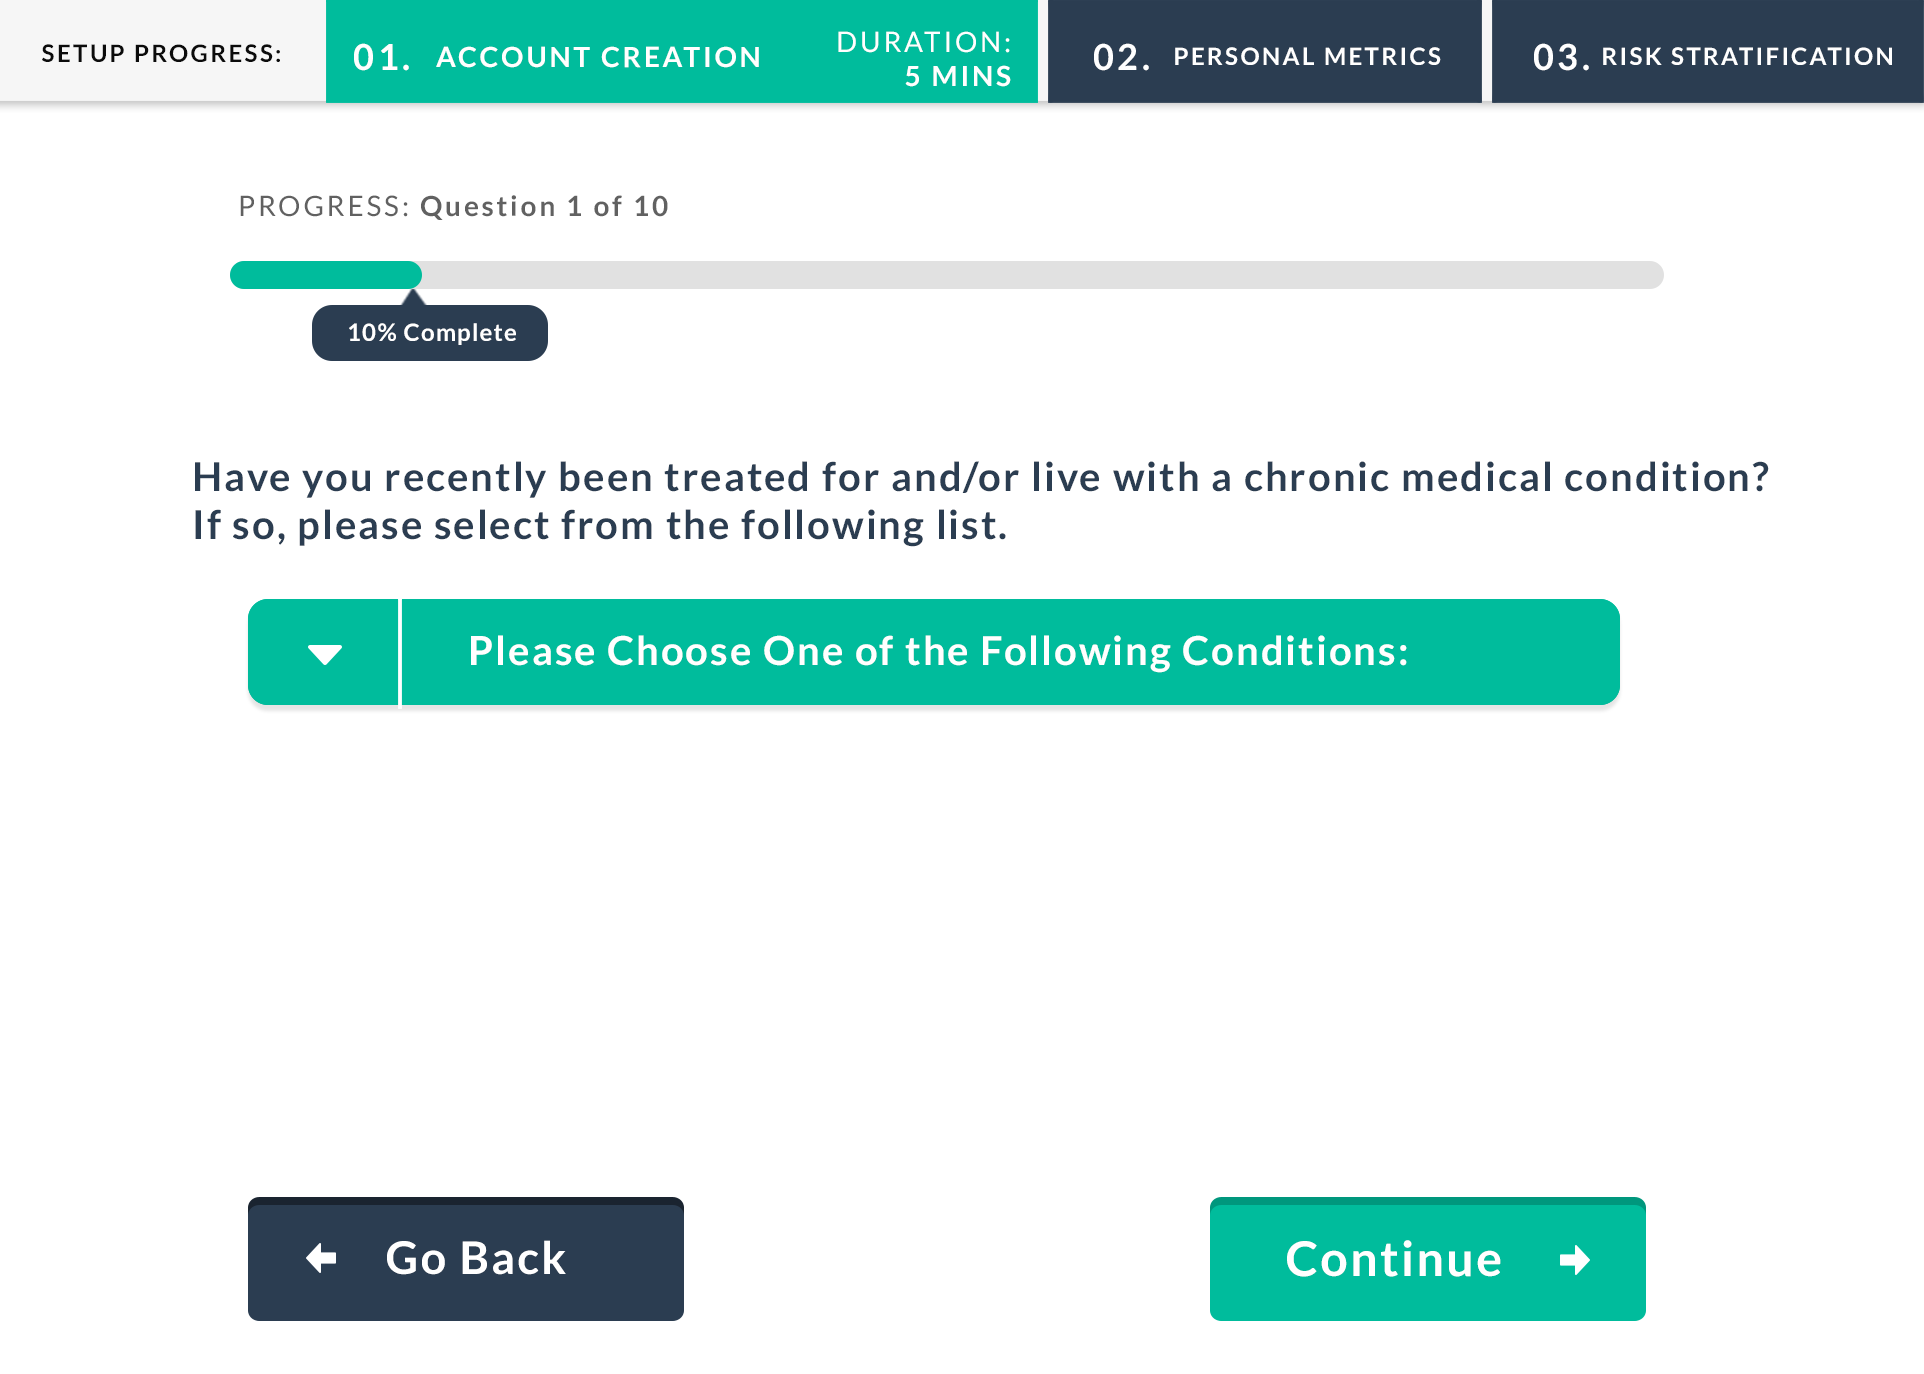 SETUP PROGRESS:
01. ACCOUNT CREATION
DURATION:
5 MINS
02. PERSONAL METRICS
03. RISK STRATIFICATION
PROGRESS: Question 1 of 10
10% Complete
Have you recently been treated for and/or live with a chronic medical condition?
If so, please select from the following list.
Please Choose One of the Following Conditions:
Go Back
Continue